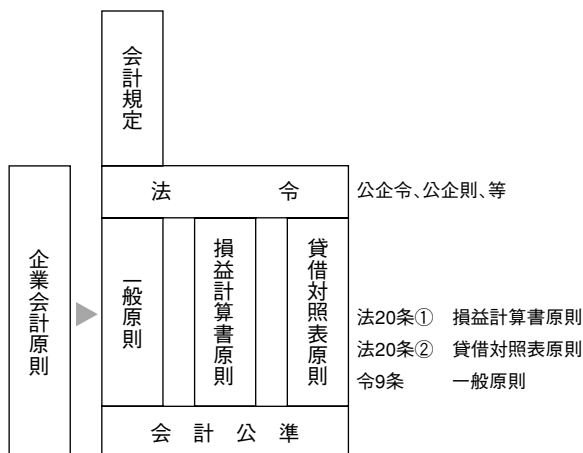 会計規定
法 令
公企令、公企則、等
企業会計原則
一般原則
損益計算書原則
貸借対照表原則
法20条① 損益計算書原則
法20条② 貸借対照表原則
令9条 一般原則
会計公準